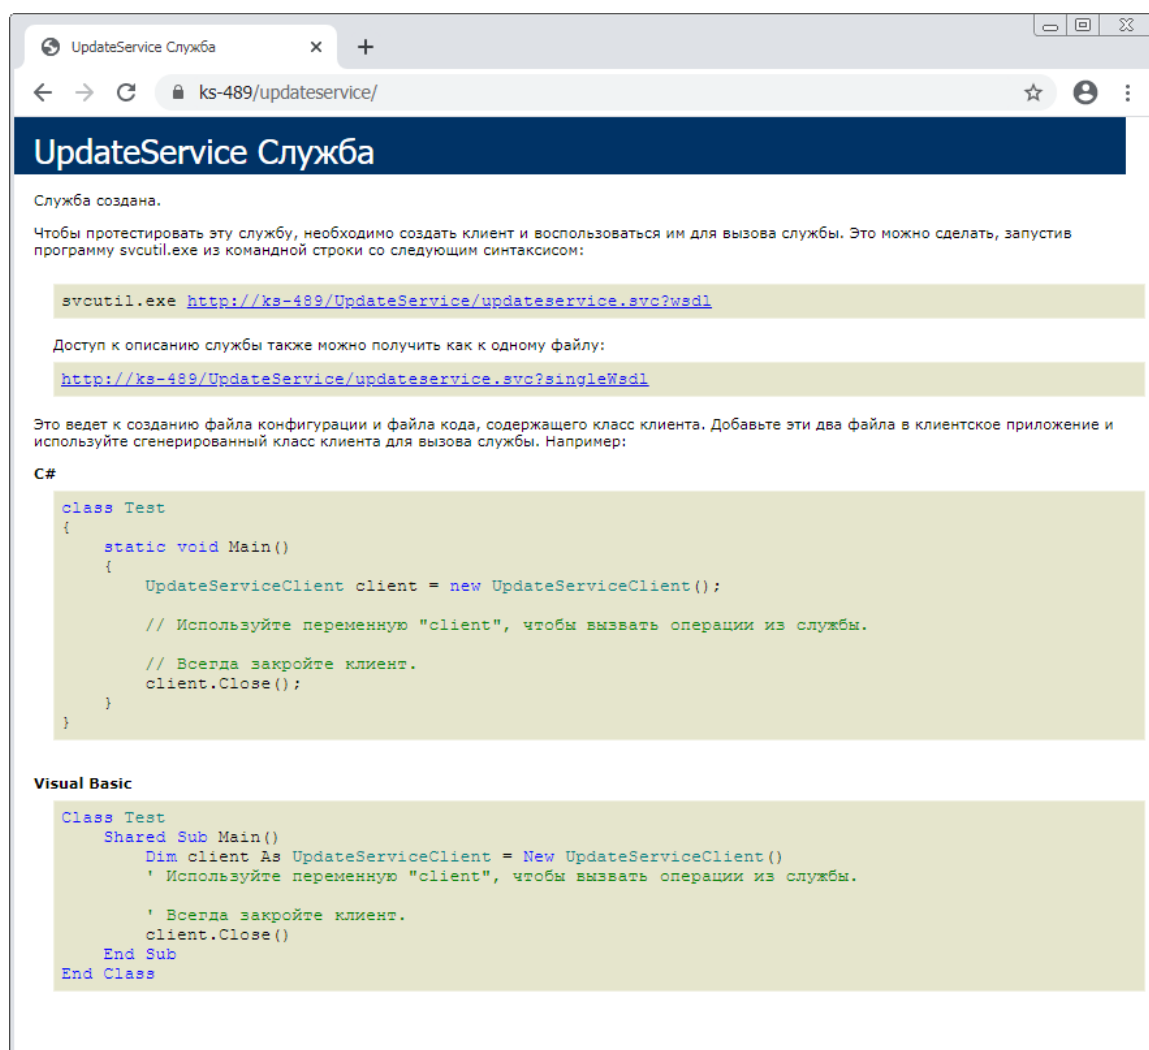 UpdateService Служба
ks-489/updateservice/
UpdateService Служба
Служба создана.
Чтобы протестировать эту службу, необходимо создать клиент и воспользоваться им для вызова службы. Это можно сделать, запустив
программу svcutil.exe из командной строки со следующим синтаксисом:
svcutil.exe http://ks-489/UpdateService/updateservice.svc?wsdl
Доступ к описанию службы также можно получить как к одному файлу:
http://ks-489/UpdateService/updateservice.svc?singleWsdl
Это ведет к созданию файла конфигурации и файла кода, содержащего класс клиента. Добавьте эти два файла в клиентское приложение и
используйте сгенерированный класс клиента для вызова службы. Например:
C#
class Test
{
    static void Main()
    {
        UpdateServiceClient client = new UpdateServiceClient();
        // Используйте переменную "client", чтобы вызвать операции из службы.
        // Всегда закройте клиент.
        client.Close();
    }
}
Visual Basic
Class Test
    Shared Sub Main()
        Dim client As UpdateServiceClient = New UpdateServiceClient()
        ' Используйте переменную "client", чтобы вызвать операции из службы.
        ' Всегда закройте клиент.
        client.Close()
    End Sub
End Class